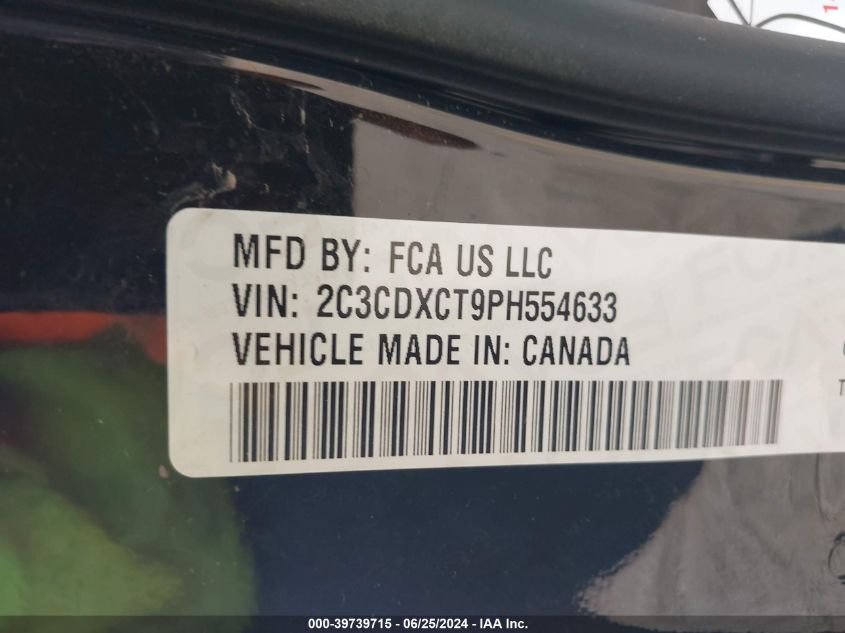 MFD BY: FCA US LLC
VIN: 2C3CDXCT9PH554633
VEHICLE MADE IN: CANADA
000-39739715 - 06/25/2024 - IAA Inc.